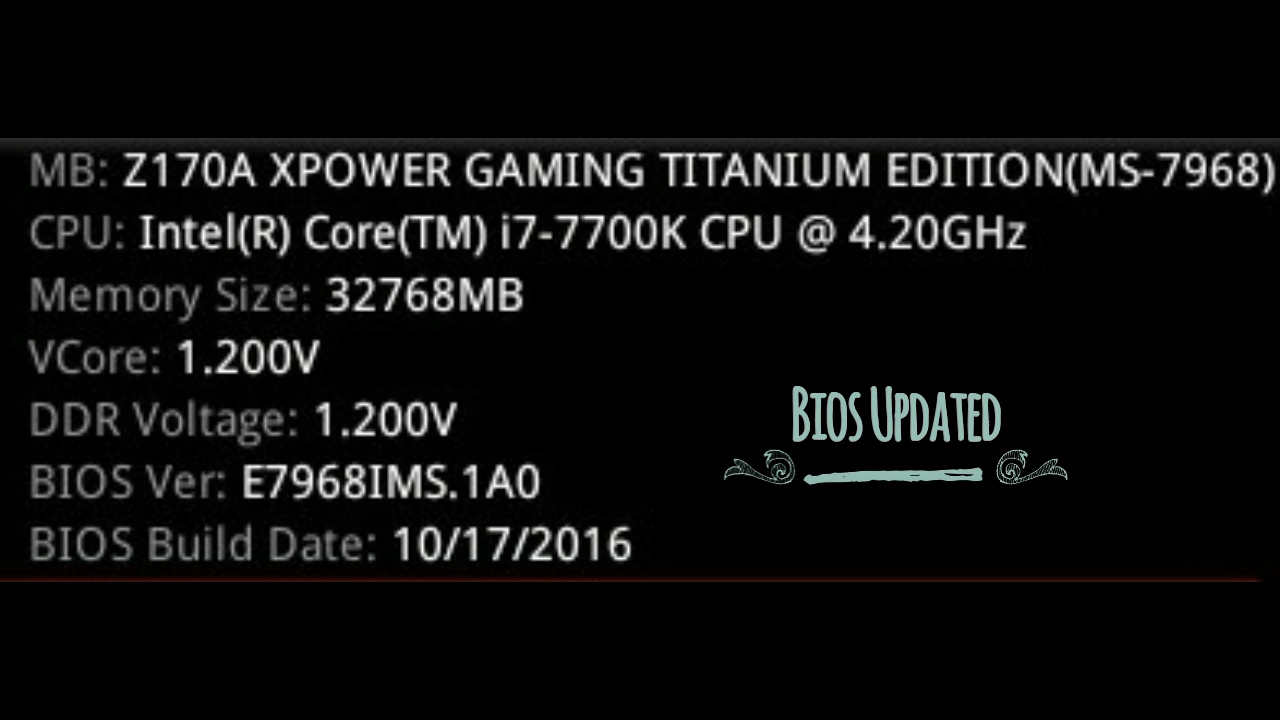 MB: Z170A XPOWER GAMING TITANIUM EDITION(MS-7968)
CPU: Intel(R) Core(TM) i7-7700K CPU @ 4.20GHz
Memory Size: 32768MB
VCore: 1.200V
DDR Voltage: 1.200V
BIOS Ver: E7968IMS.1A0
BIOS Build Date: 10/17/2016
BIOS UPDATED